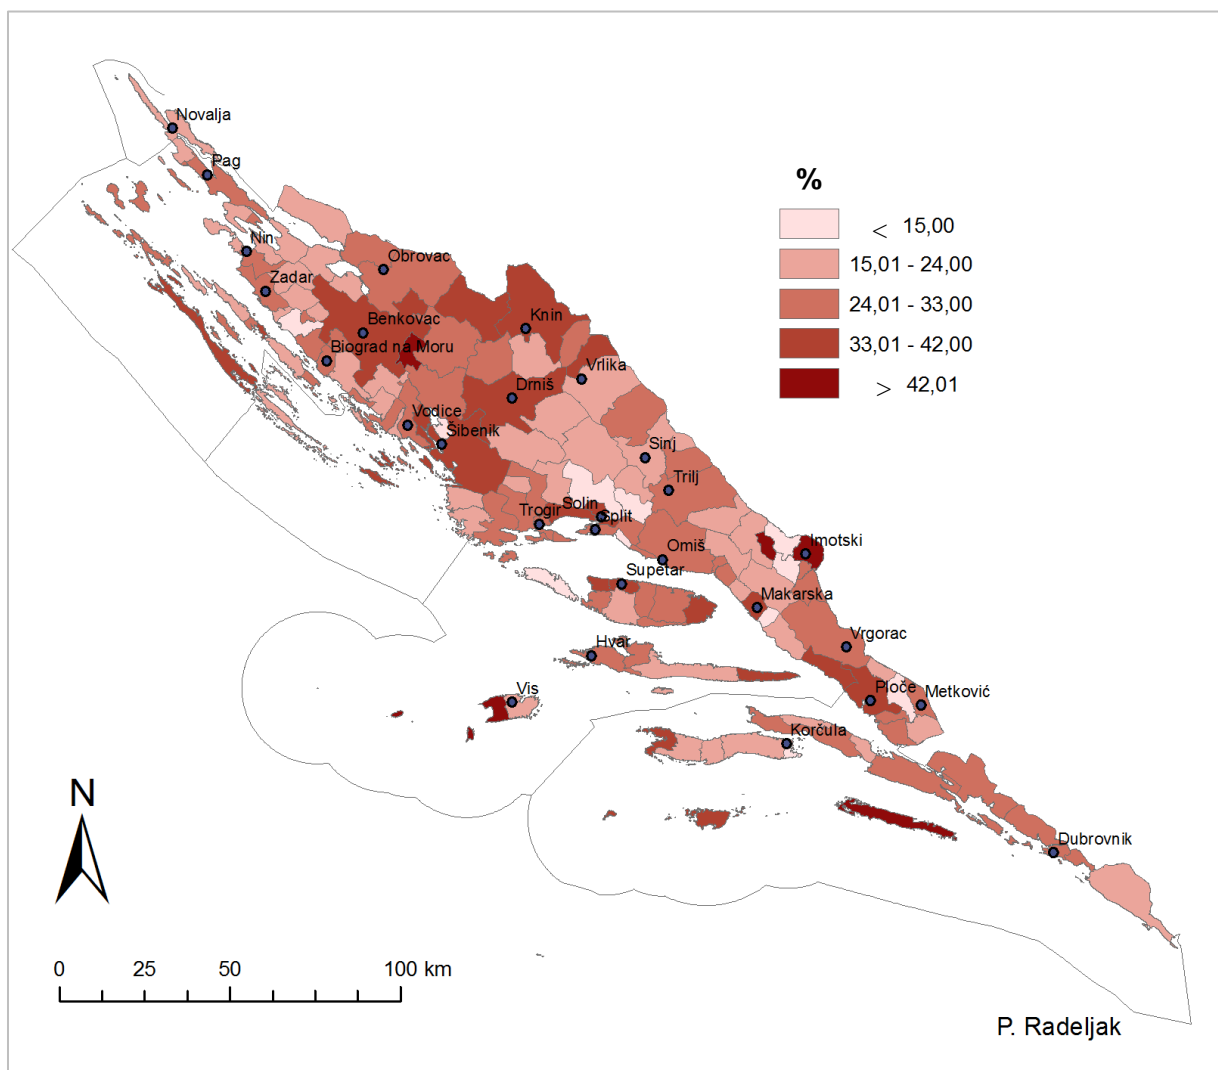 Novalja
Pag
%
< 15,00
15,01 - 24,00
24,01 - 33,00
33,01 - 42,00
> 42,01
Nin
Obrovac
Zadar
Benkovac
Knin
Biograd na Moru
Vrlika
Drniš
Vodice
Šibenik
Sinj
Trilj
Solin
Trogir
Split
Omiš
Imotski
Supetar
Makarska
Hvar
Vrgorac
Vis
Ploče
Metković
Korčula
N
Dubrovnik
0 25 50 100 km
P. Radeljak